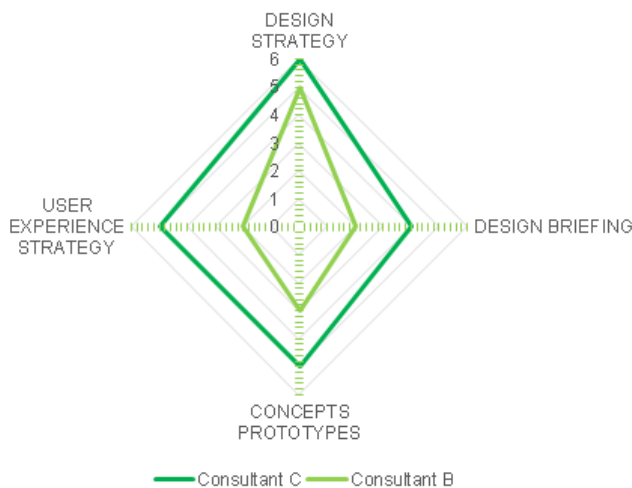 DESIGN
STRATEGY
6
5
4
3
2
1
0
USER
EXPERIENCE
STRATEGY
DESIGN BRIEFING
CONCEPTS
PROTOTYPES
Consultant C
Consultant B